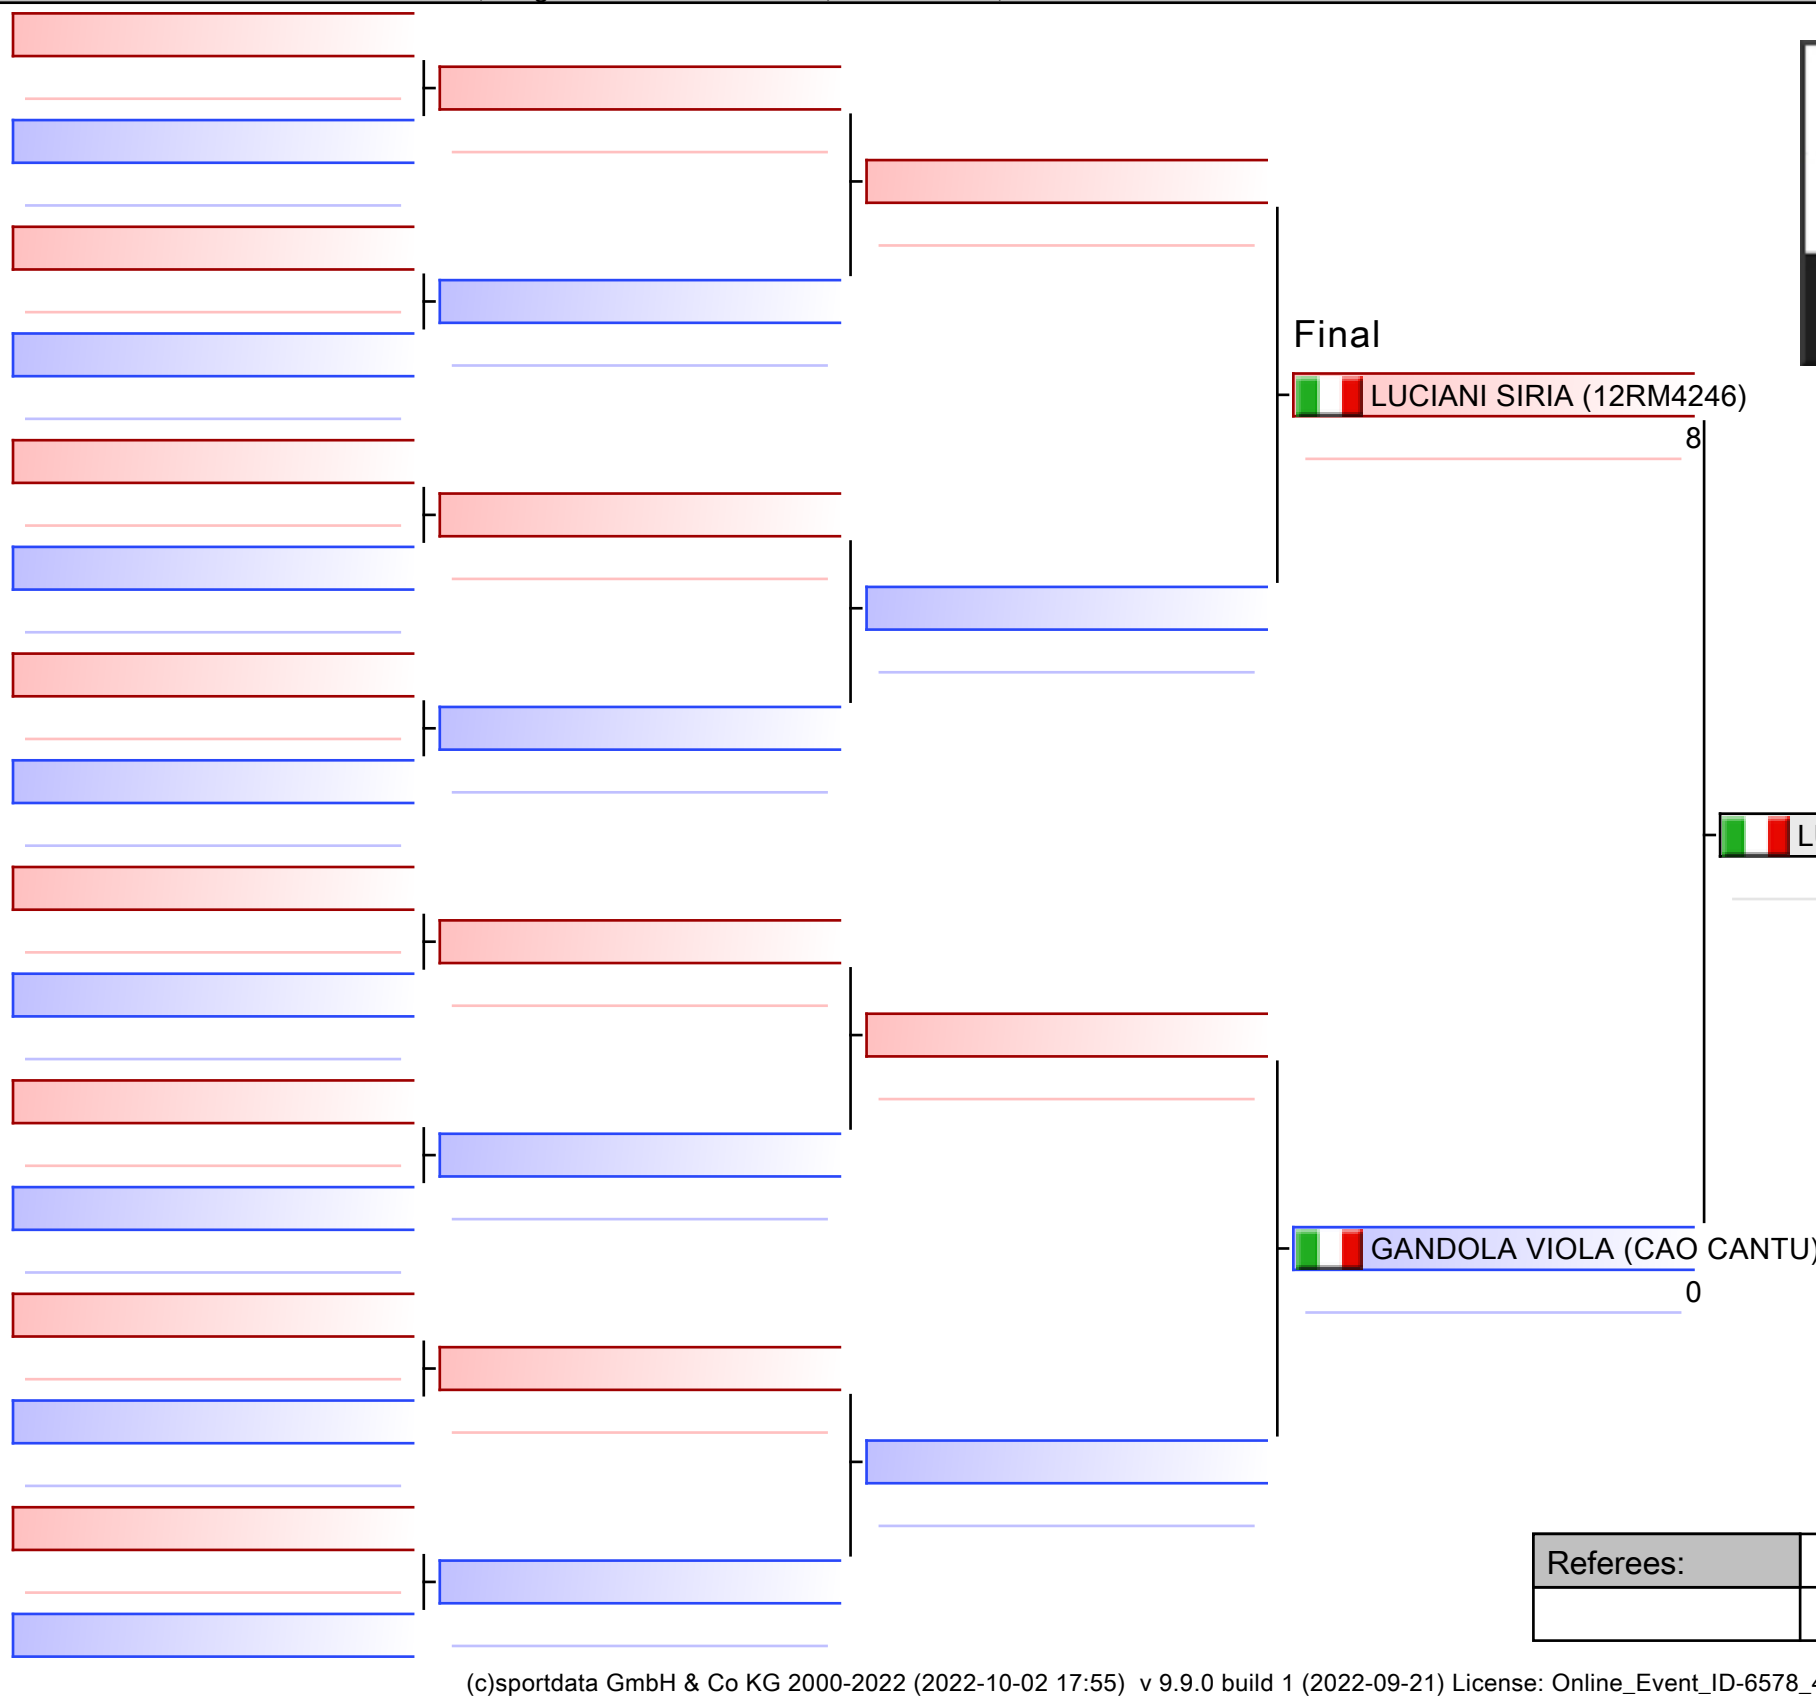 Final
LUCIANI SIRIA (12RM4246)
8
GANDOLA VIOLA (CAO CANTU)
0
Referees:
(c)sportdata GmbH & Co KG 2000-2022 (2022-10-02 17:55) v 9.9.0 build 1 (2022-09-21) License: Online_Event_ID-6578_